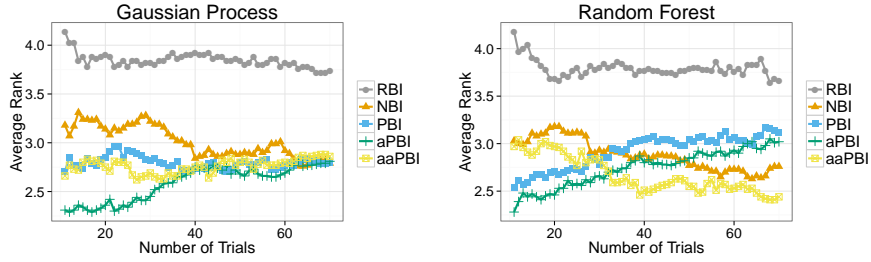 Gaussian Process
4.0
3.5
3.0
2.5
20
40
60
Average Rank
Number of Trials
RBI
NBI
PBI
aPBI
aaPBI
Random Forest
4.0
3.5
3.0
2.5
20
40
60
Average Rank
Number of Trials
RBI
NBI
PBI
aPBI
aaPBI